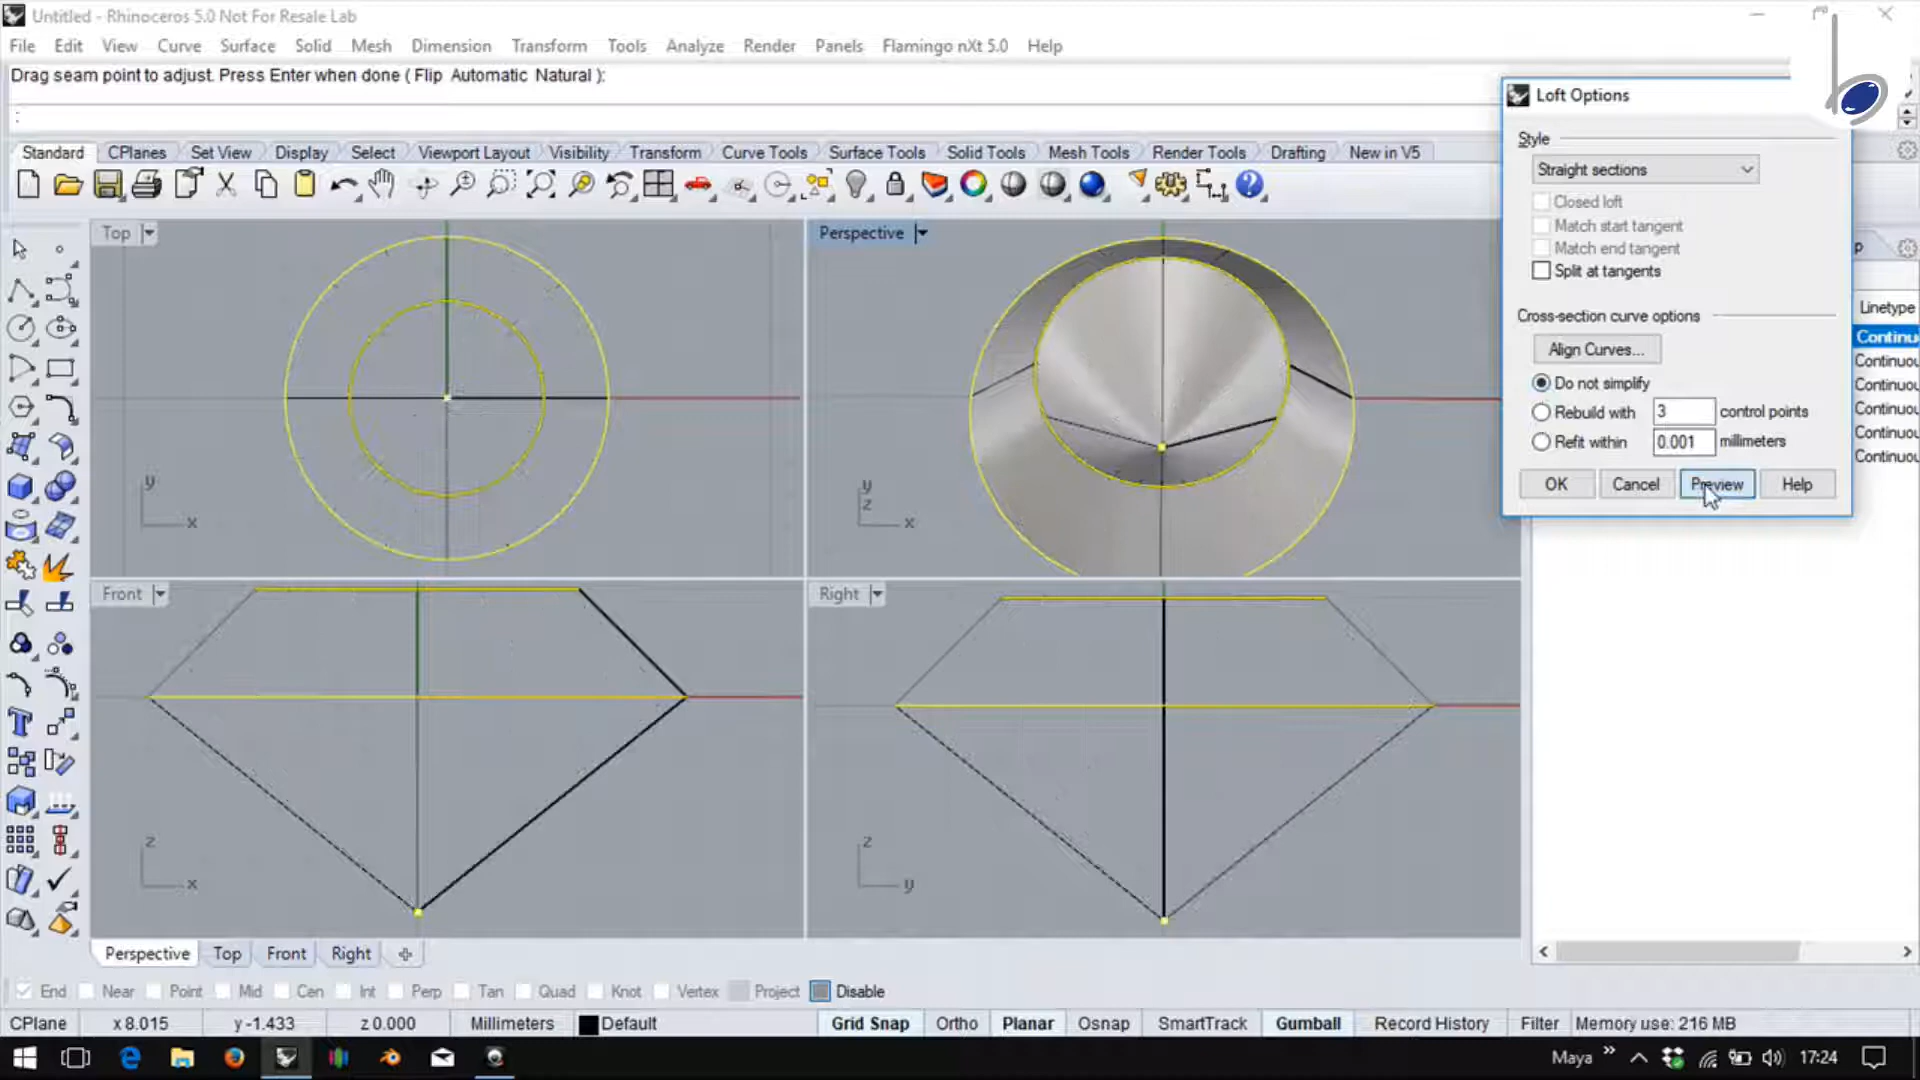 Untitled - Rhinoceros 5.0 Not For Resale Lab
File Edit View Curve Surface Solid Mesh Dimension Transform Tools Analyze Render Panels Flamingo nXt 5.0 Help
Drag seam point to adjust. Press Enter when done ( Flip Automatic Natural ):
:
Standard CPlanes Set View Display Select Viewport Layout Visibility Transform Curve Tools Surface Tools Solid Tools Mesh Tools Render Tools Drafting New in V5
Top
y
x
Perspective
y
z
x
Front
z
x
Right
z
y
Loft Options
Style
Straight sections
Closed loft
Match start tangent
Match end tangent
Split at tangents
Cross-section curve options
Align Curves...
Do not simplify
Rebuild with 3 control points
Refit within 0.001 millimeters
OK Cancel Preview Help
p
Linetype
Continu
Continuou
Continuou
Continuou
Continuou
Continuou
Perspective Top Front Right
End Near Point Mid Cen Int Perp Tan Quad Knot Vertex Project Disable
CPlane x 8.015 y -1.433 z 0.000 Millimeters Default Grid Snap Ortho Planar Osnap SmartTrack Gumball Record History Filter Memory use: 216 MB
Maya » 17:24